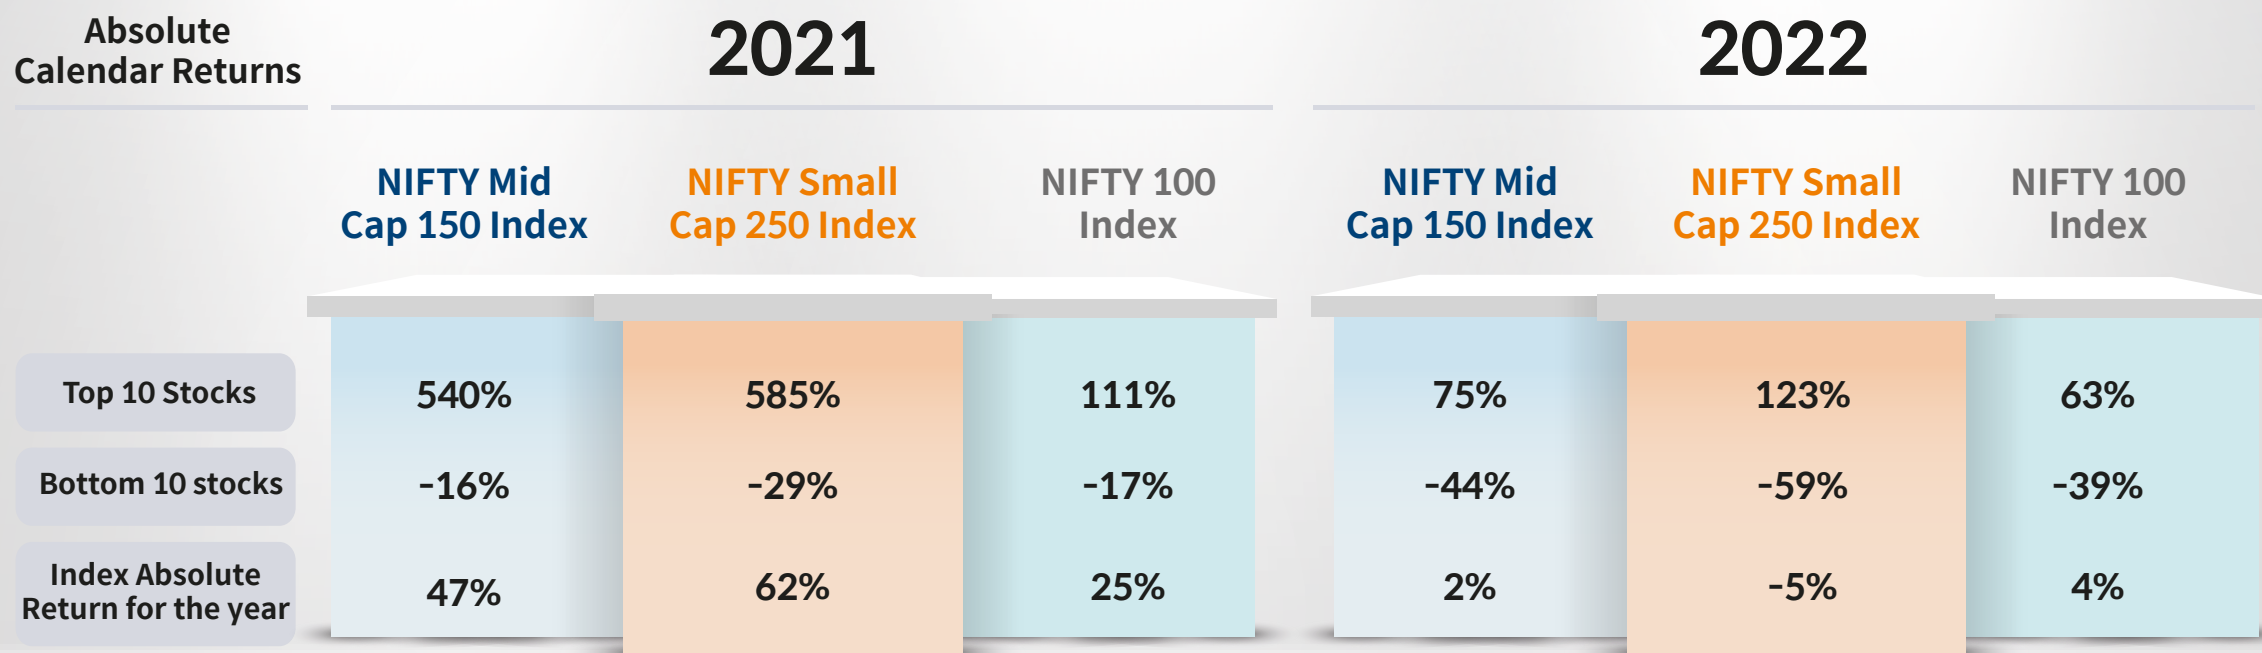 Absolute
Calendar Returns
2021
2022
NIFTY Mid
Cap 150 Index
NIFTY Small
Cap 250 Index
NIFTY 100
Index
NIFTY Mid
Cap 150 Index
NIFTY Small
Cap 250 Index
NIFTY 100
Index
Top 10 Stocks
540%
585%
111%
75%
123%
63%
Bottom 10 stocks
-16%
-29%
-17%
-44%
-59%
-39%
Index Absolute
Return for the year
47%
62%
25%
2%
-5%
4%